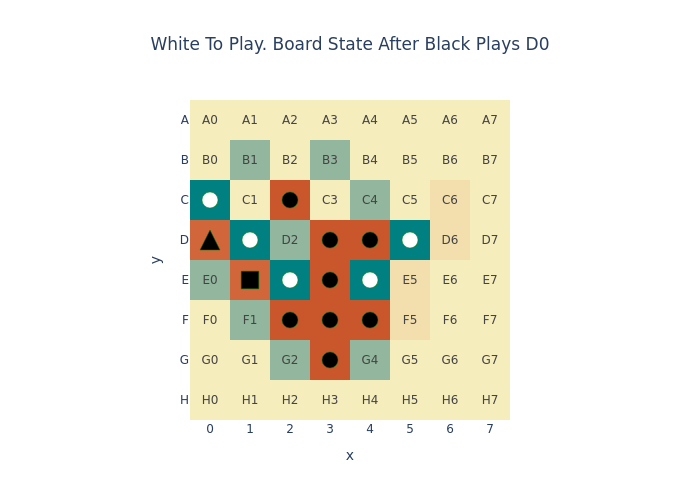 White To Play. Board State After Black Plays D0
A A0 A1 A2 A3 A4 A5 A6 A7
B B0 B1 B2 B3 B4 B5 B6 B7
C C1 C3 C4 C5 C6 C7
D D2 D6 D7
y
E E0 E5 E6 E7
F F0 F1 F5 F6 F7
G G0 G1 G2 G4 G5 G6 G7
H H0 H1 H2 H3 H4 H5 H6 H7
0 1 2 3 4 5 6 7
x